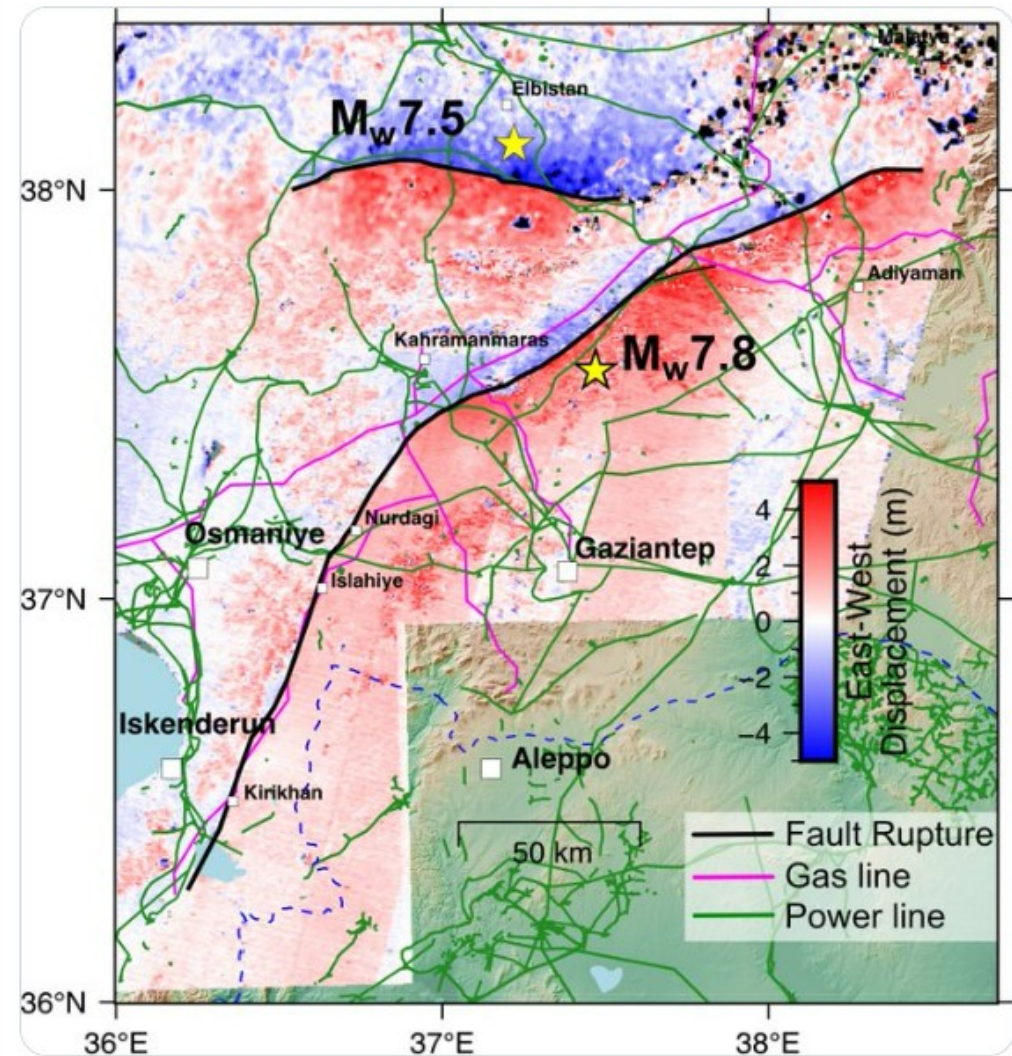 Malatya
Elbistan
Mw7.5
38°N
Adiyaman
Kahramanmaras
Mw7.8
Nurdagi
Osmaniye
Gaziantep
Islahiye
37°N
4
2
0
−2
−4
East-West
Displacement (m)
Iskenderun
Aleppo
Kirikhan
50 km
Fault Rupture
Gas line
Power line
36°N
36°E
37°E
38°E